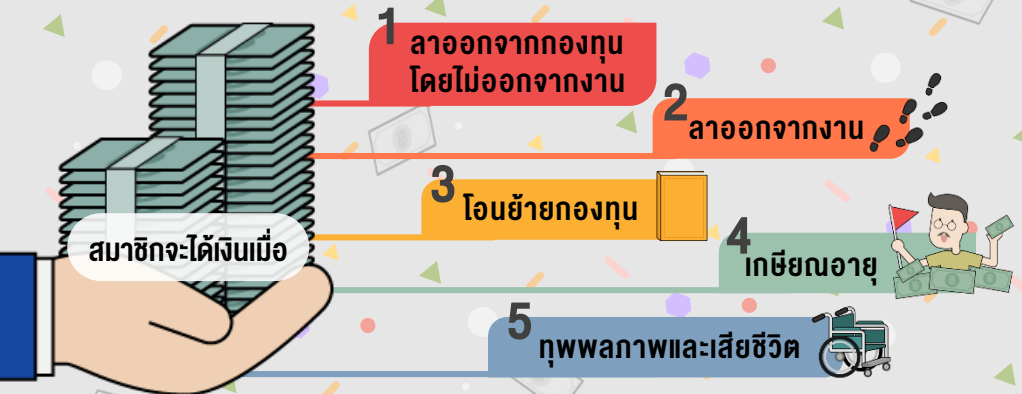 สมาชิกจะได้เงินเมื่อ
1
ลาออกจากกองทุน
โดยไม่ออกจากงาน
2
ลาออกจากงาน
3
โอนย้ายกองทุน
4
เกษียณอายุ
5
ทุพพลภาพและเสียชีวิต